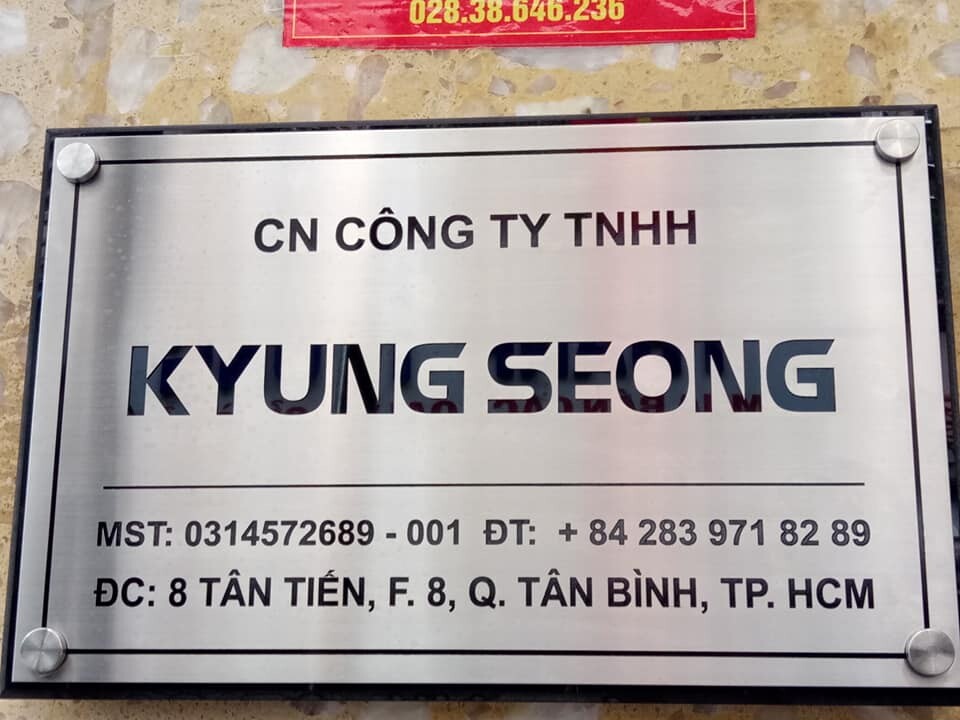 028.38.646.236
CN CÔNG TY TNHH
KYUNG SEONG
MST: 0314572689 - 001 ĐT: + 84 283 971 82 89
ĐC: 8 TÂN TIẾN, F. 8, Q. TÂN BÌNH, TP. HCM